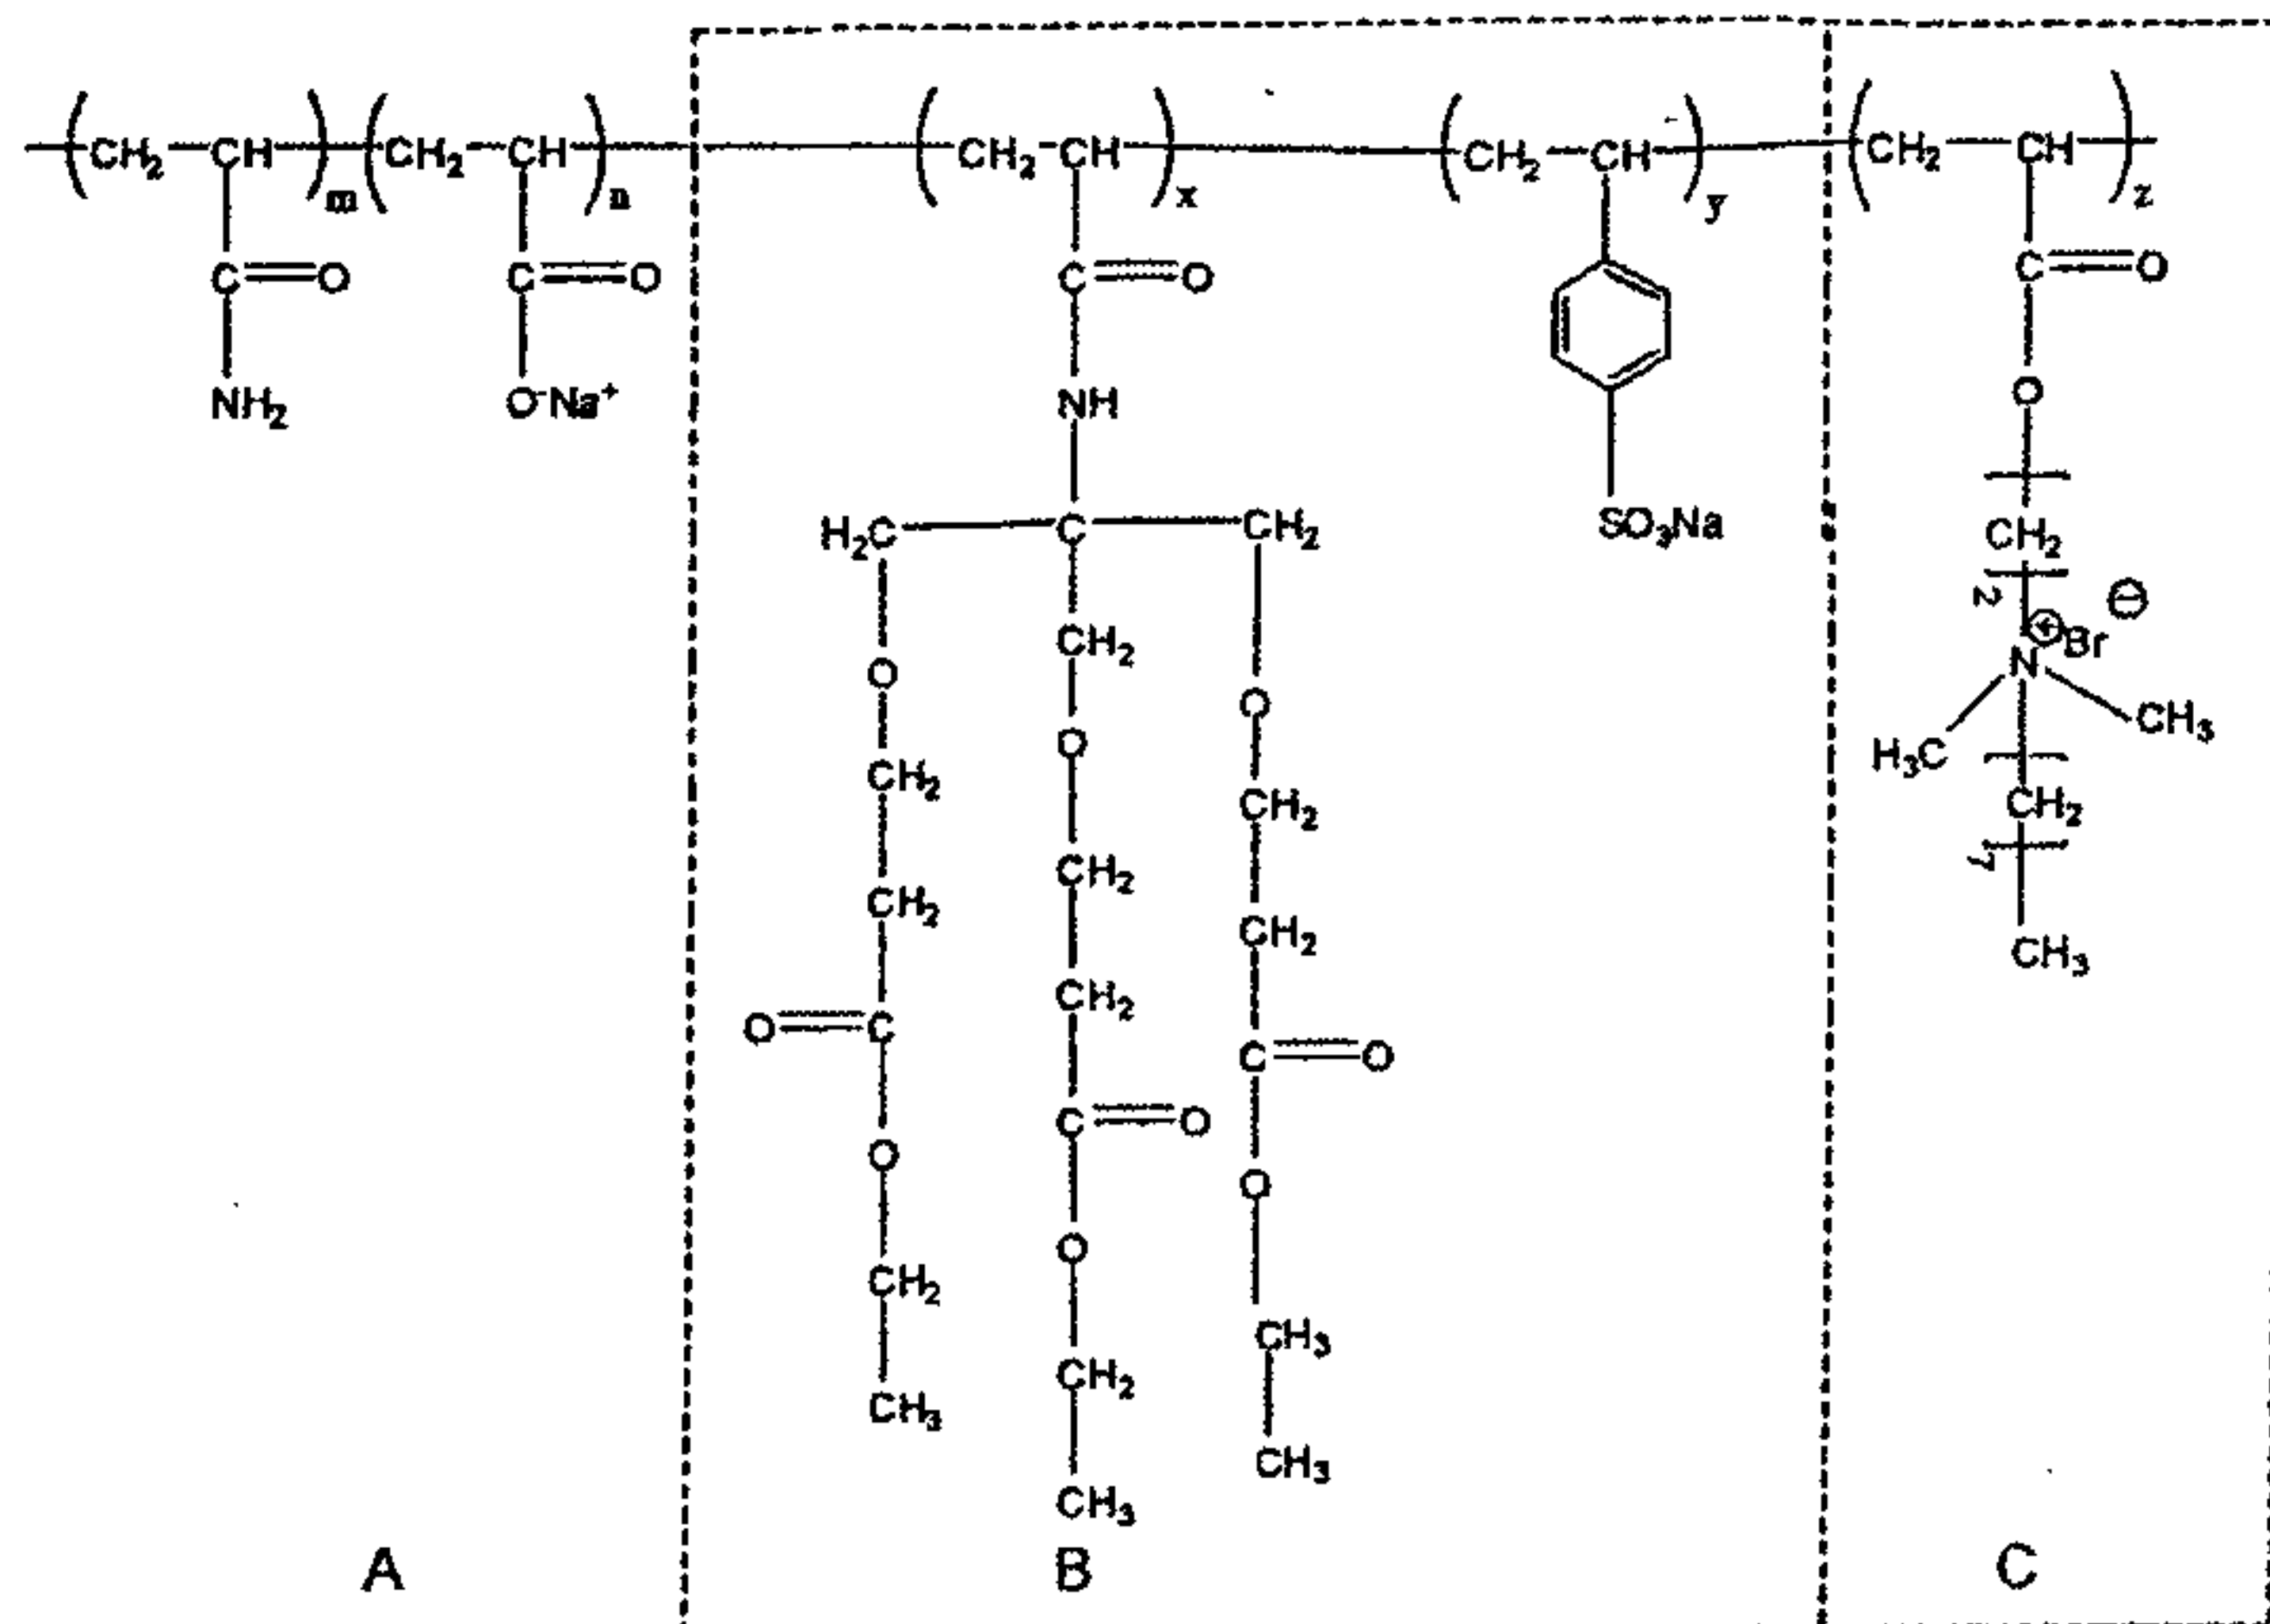 CH2 CH m CH2 CH n CH2 CH x CH2 CH y CH2 CH z
C O C O C O C O
NH2 O-Na+ NH O
H2C C CH2 SO3Na CH2
2 ⊖
CH2 ⊕Br
O O N
O H3C CH3
CH2 CH2 CH2
CH2 7
CH2 CH2 CH3
CH2
O C C O
C O
O O
O
CH2 CH3
CH2
CH3 CH3
CH3
A B C